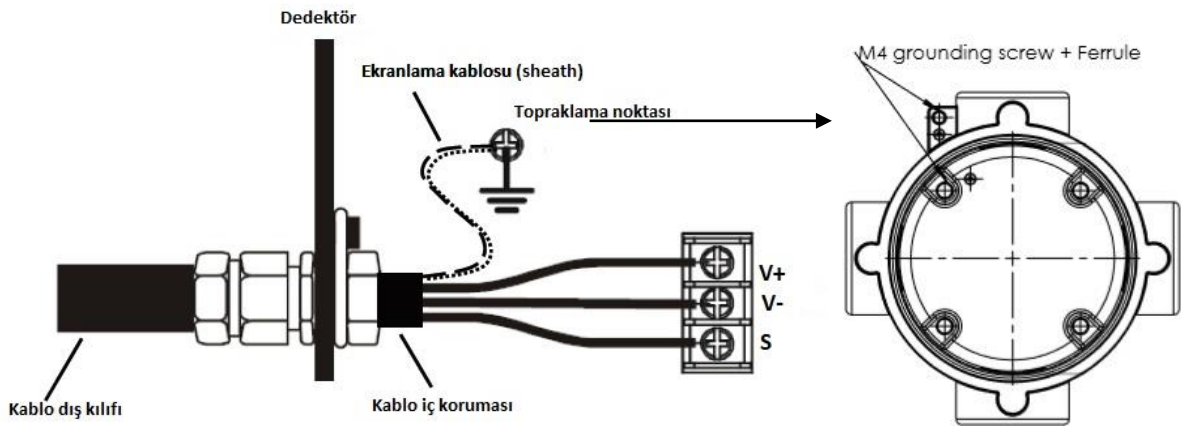 Dedektör
Ekranlama kablosu (sheath)
Topraklama noktası
M4 grounding screw + Ferrule
V+
V-
S
Kablo dış kılıfı
Kablo iç koruması